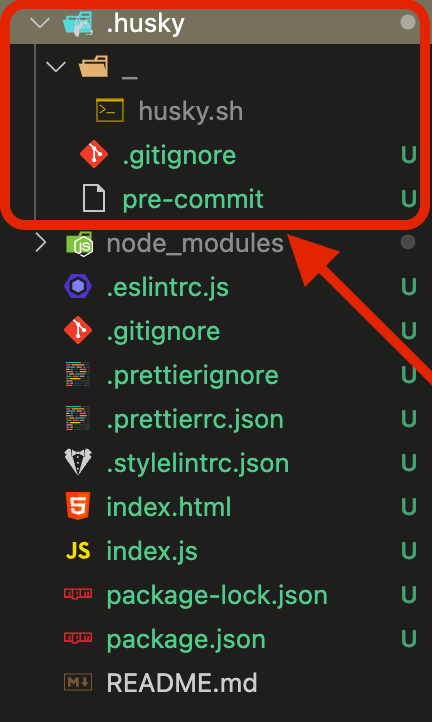 .husky
_
husky.sh
.gitignore U
pre-commit U
node_modules
.eslintrc.js U
.gitignore U
.prettierignore U
.prettierrc.json U
.stylelintrc.json U
index.html U
JS index.js U
package-lock.json U
package.json U
README.md